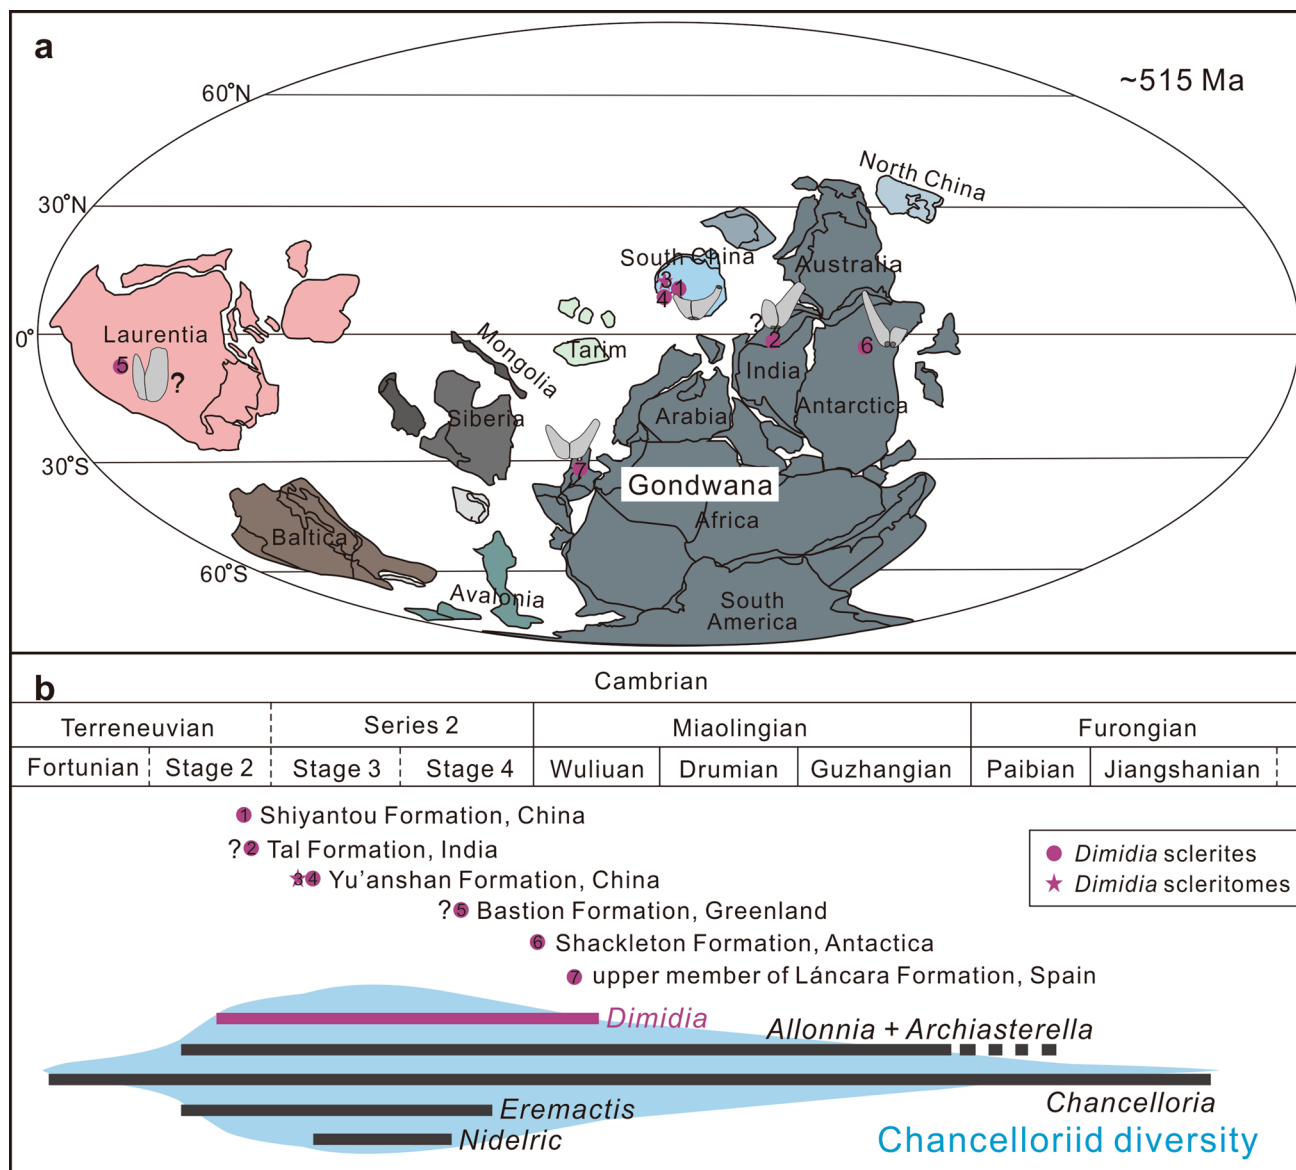 a
~515 Ma
60°N
North China
30°N
South China
Australia
3
1
4
Laurentia
0°
?
2
Mongolia
Tarim
6
5
?
India
Siberia
Arabia
Antarctica
30°S
7
Gondwana
Africa
Baltica
60°S
Avalonia
South
America
b
Cambrian
Terreneuvian
Series 2
Miaolingian
Furongian
Fortunian
Stage 2
Stage 3
Stage 4
Wuliuan
Drumian
Guzhangian
Paibian
Jiangshanian
1 Shiyantou Formation, China
?2 Tal Formation, India
3 4 Yu'anshan Formation, China
?5 Bastion Formation, Greenland
6 Shackleton Formation, Antactica
7 upper member of Láncara Formation, Spain
Dimidia sclerites
Dimidia scleritomes
Dimidia
Allonnia + Archiasterella
Chancelloria
Eremactis
Nidelric
Chancelloriid diversity